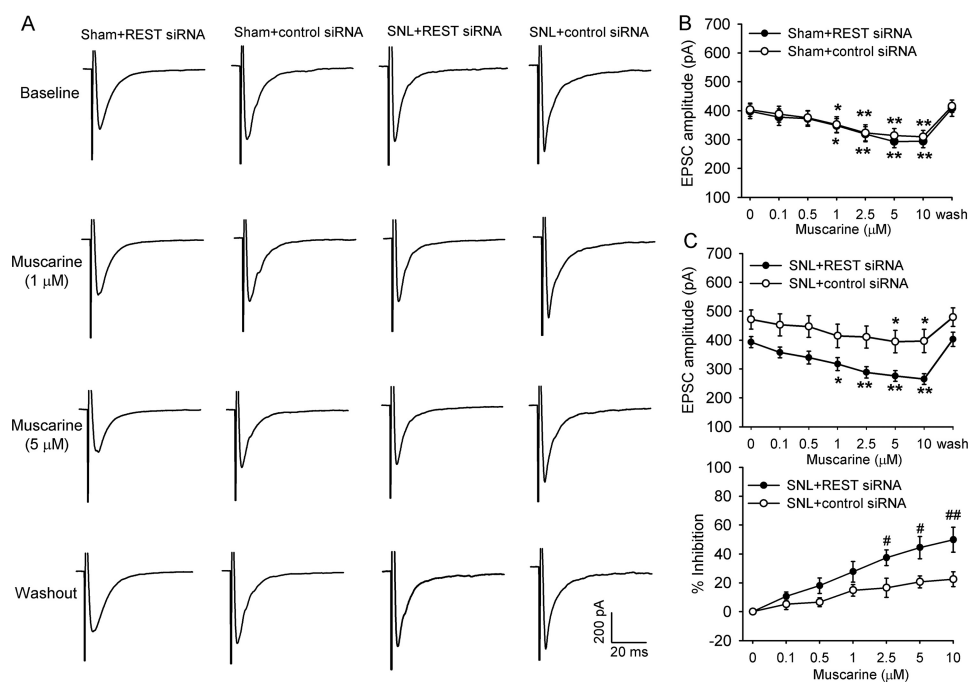 A
Sham+REST siRNA
Sham+control siRNA
SNL+REST siRNA
SNL+control siRNA
Baseline
Muscarine
(1 μM)
Muscarine
(5 μM)
Washout
200 pA
20 ms
B
EPSC amplitude (pA)
700
600
500
400
300
200
100
Sham+REST siRNA
Sham+control siRNA
* ** ** **
* ** ** **
0 0.1 0.5 1 2.5 5 10 wash
Muscarine (μM)
C
EPSC amplitude (pA)
700
600
500
400
300
200
100
SNL+REST siRNA
SNL+control siRNA
* *
* ** ** **
0 0.1 0.5 1 2.5 5 10 wash
Muscarine (μM)
% Inhibition
100
80
60
40
20
0
-20
SNL+REST siRNA
SNL+control siRNA
# # ##
0 0.1 0.5 1 2.5 5 10
Muscarine (μM)